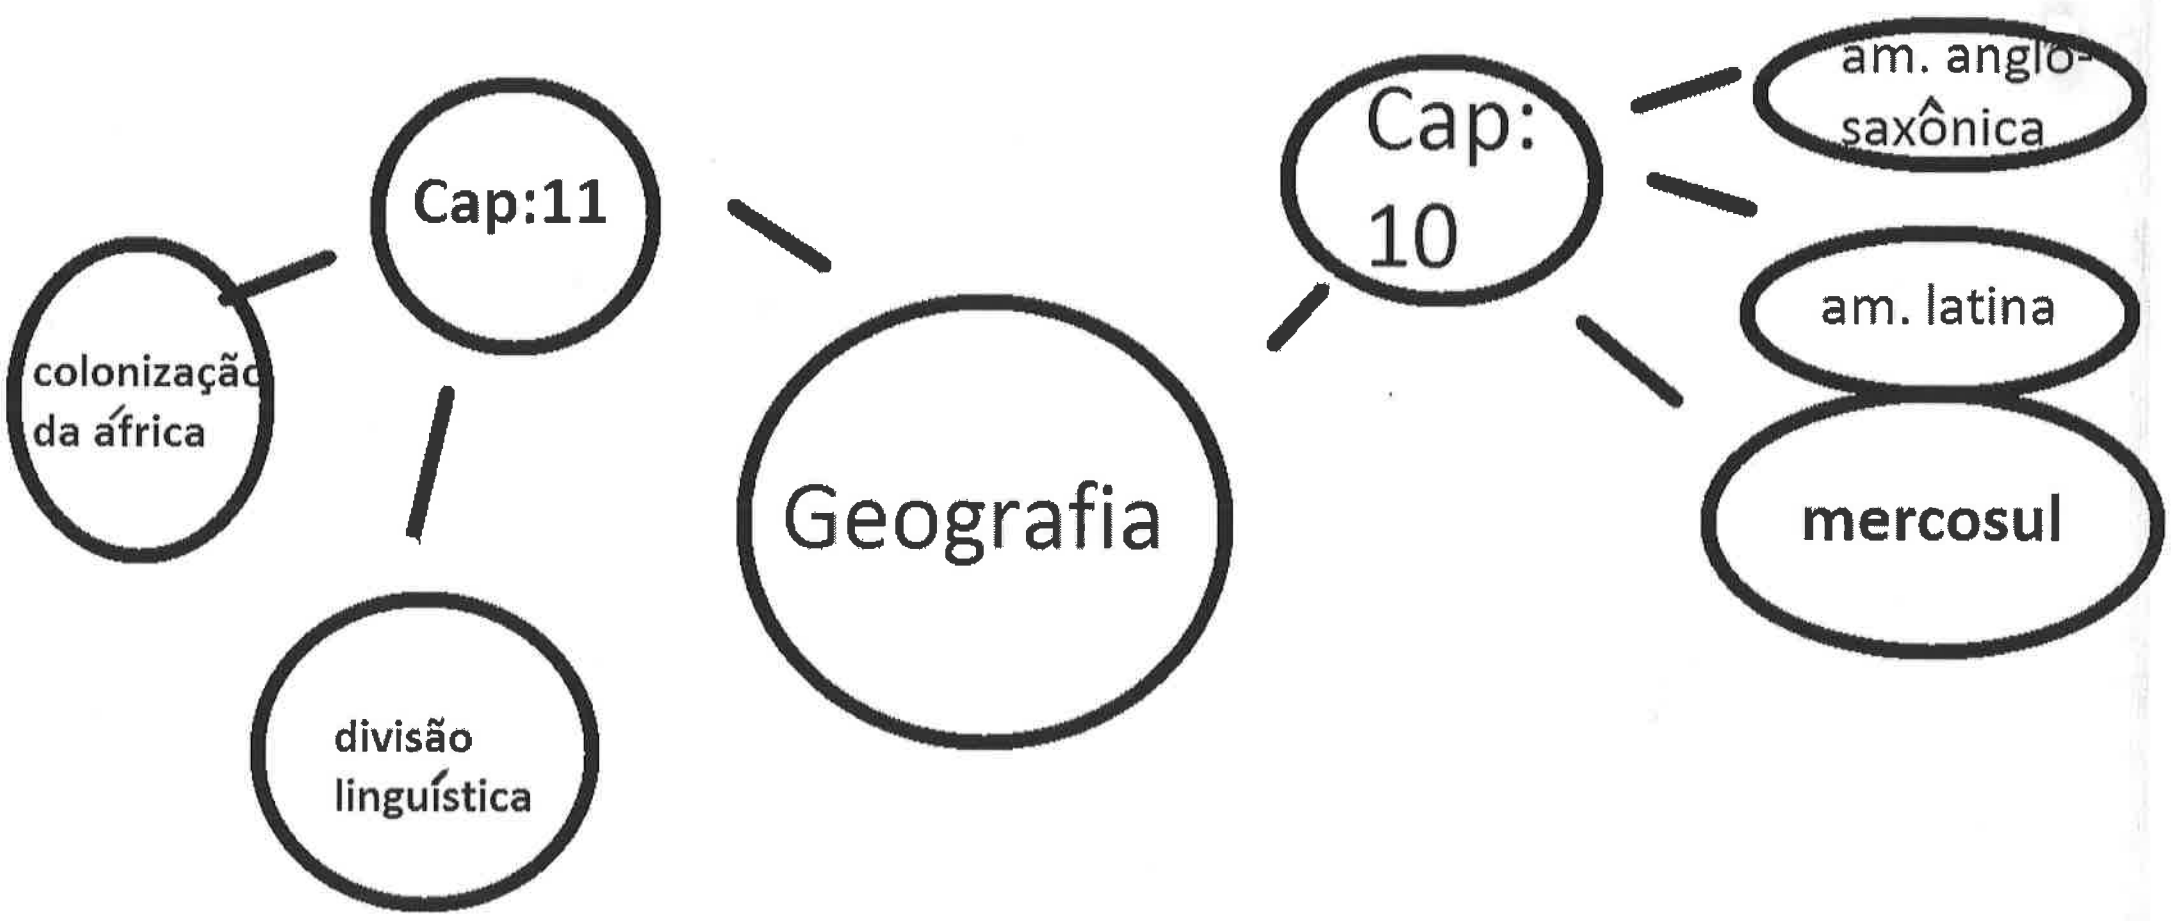 Cap:11
colonização
da áfrica
divisão
linguística
Geografia
Cap:
10
am. anglo-
saxônica
am. latina
mercosul